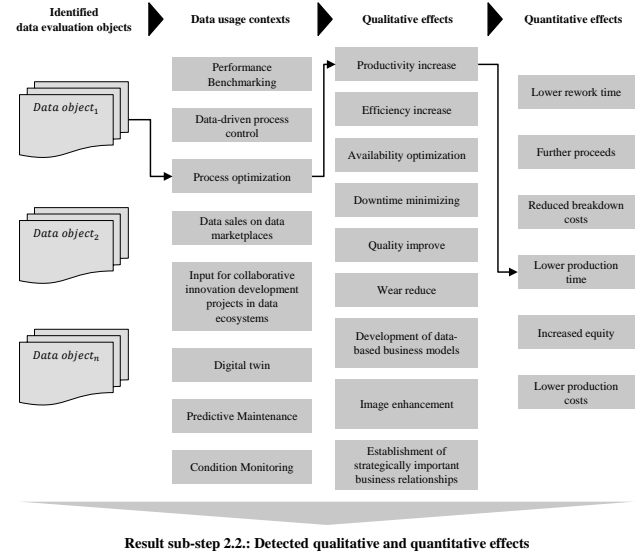 Identified
data evaluation objects
Data usage contexts
Qualitative effects
Quantitative effects
Data object₁
Data object₂
Data objectₙ
Performance
Benchmarking
Data-driven process
control
Process optimization
Data sales on data
marketplaces
Input for collaborative
innovation development
projects in data
ecosystems
Digital twin
Predictive Maintenance
Condition Monitoring
Productivity increase
Efficiency increase
Availability optimization
Downtime minimizing
Quality improve
Wear reduce
Development of data-
based business models
Image enhancement
Establishment of
strategically important
business relationships
Lower rework time
Further proceeds
Reduced breakdown
costs
Lower production
time
Increased equity
Lower production
costs
Result sub-step 2.2.: Detected qualitative and quantitative effects